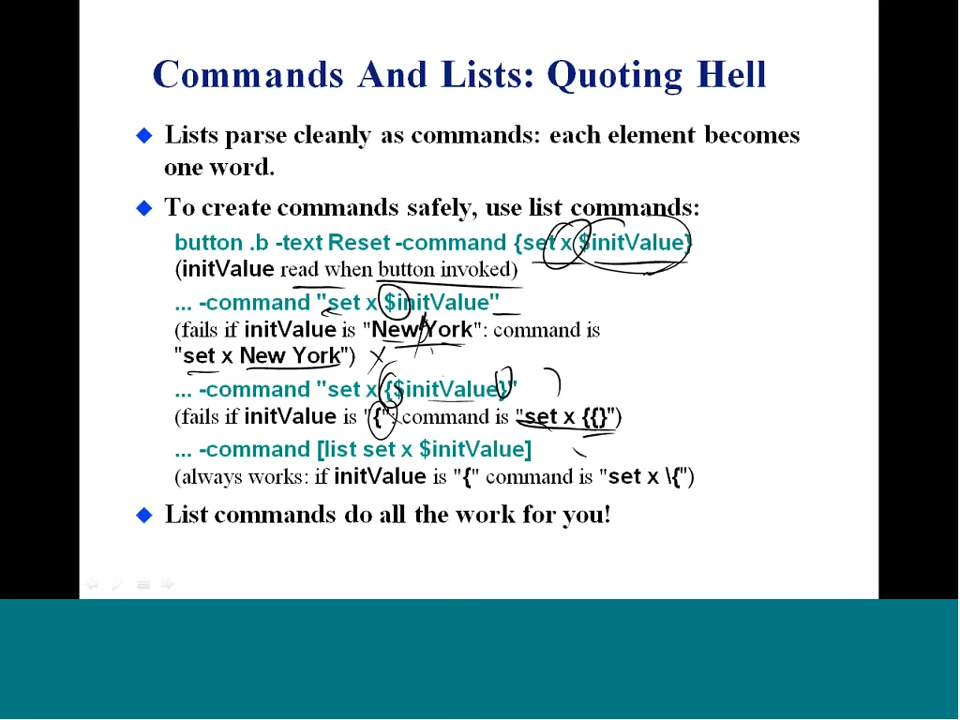 Commands And Lists: Quoting Hell
Lists parse cleanly as commands: each element becomes
one word.
To create commands safely, use list commands:
button .b -text Reset -command {set x $initValue}
(initValue read when button invoked)
... -command "set x $initValue"
(fails if initValue is "New York": command is
"set x New York")
... -command "set x {$initValue}"
(fails if initValue is "{": command is "set x {{}")
... -command [list set x $initValue]
(always works: if initValue is "{" command is "set x \{")
List commands do all the work for you!